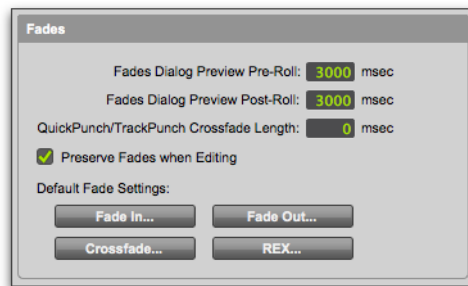 Fades
Fades Dialog Preview Pre-Roll: 3000 msec
Fades Dialog Preview Post-Roll: 3000 msec
QuickPunch/TrackPunch Crossfade Length: 0 msec
Preserve Fades when Editing
Default Fade Settings:
Fade In... Fade Out...
Crossfade... REX...